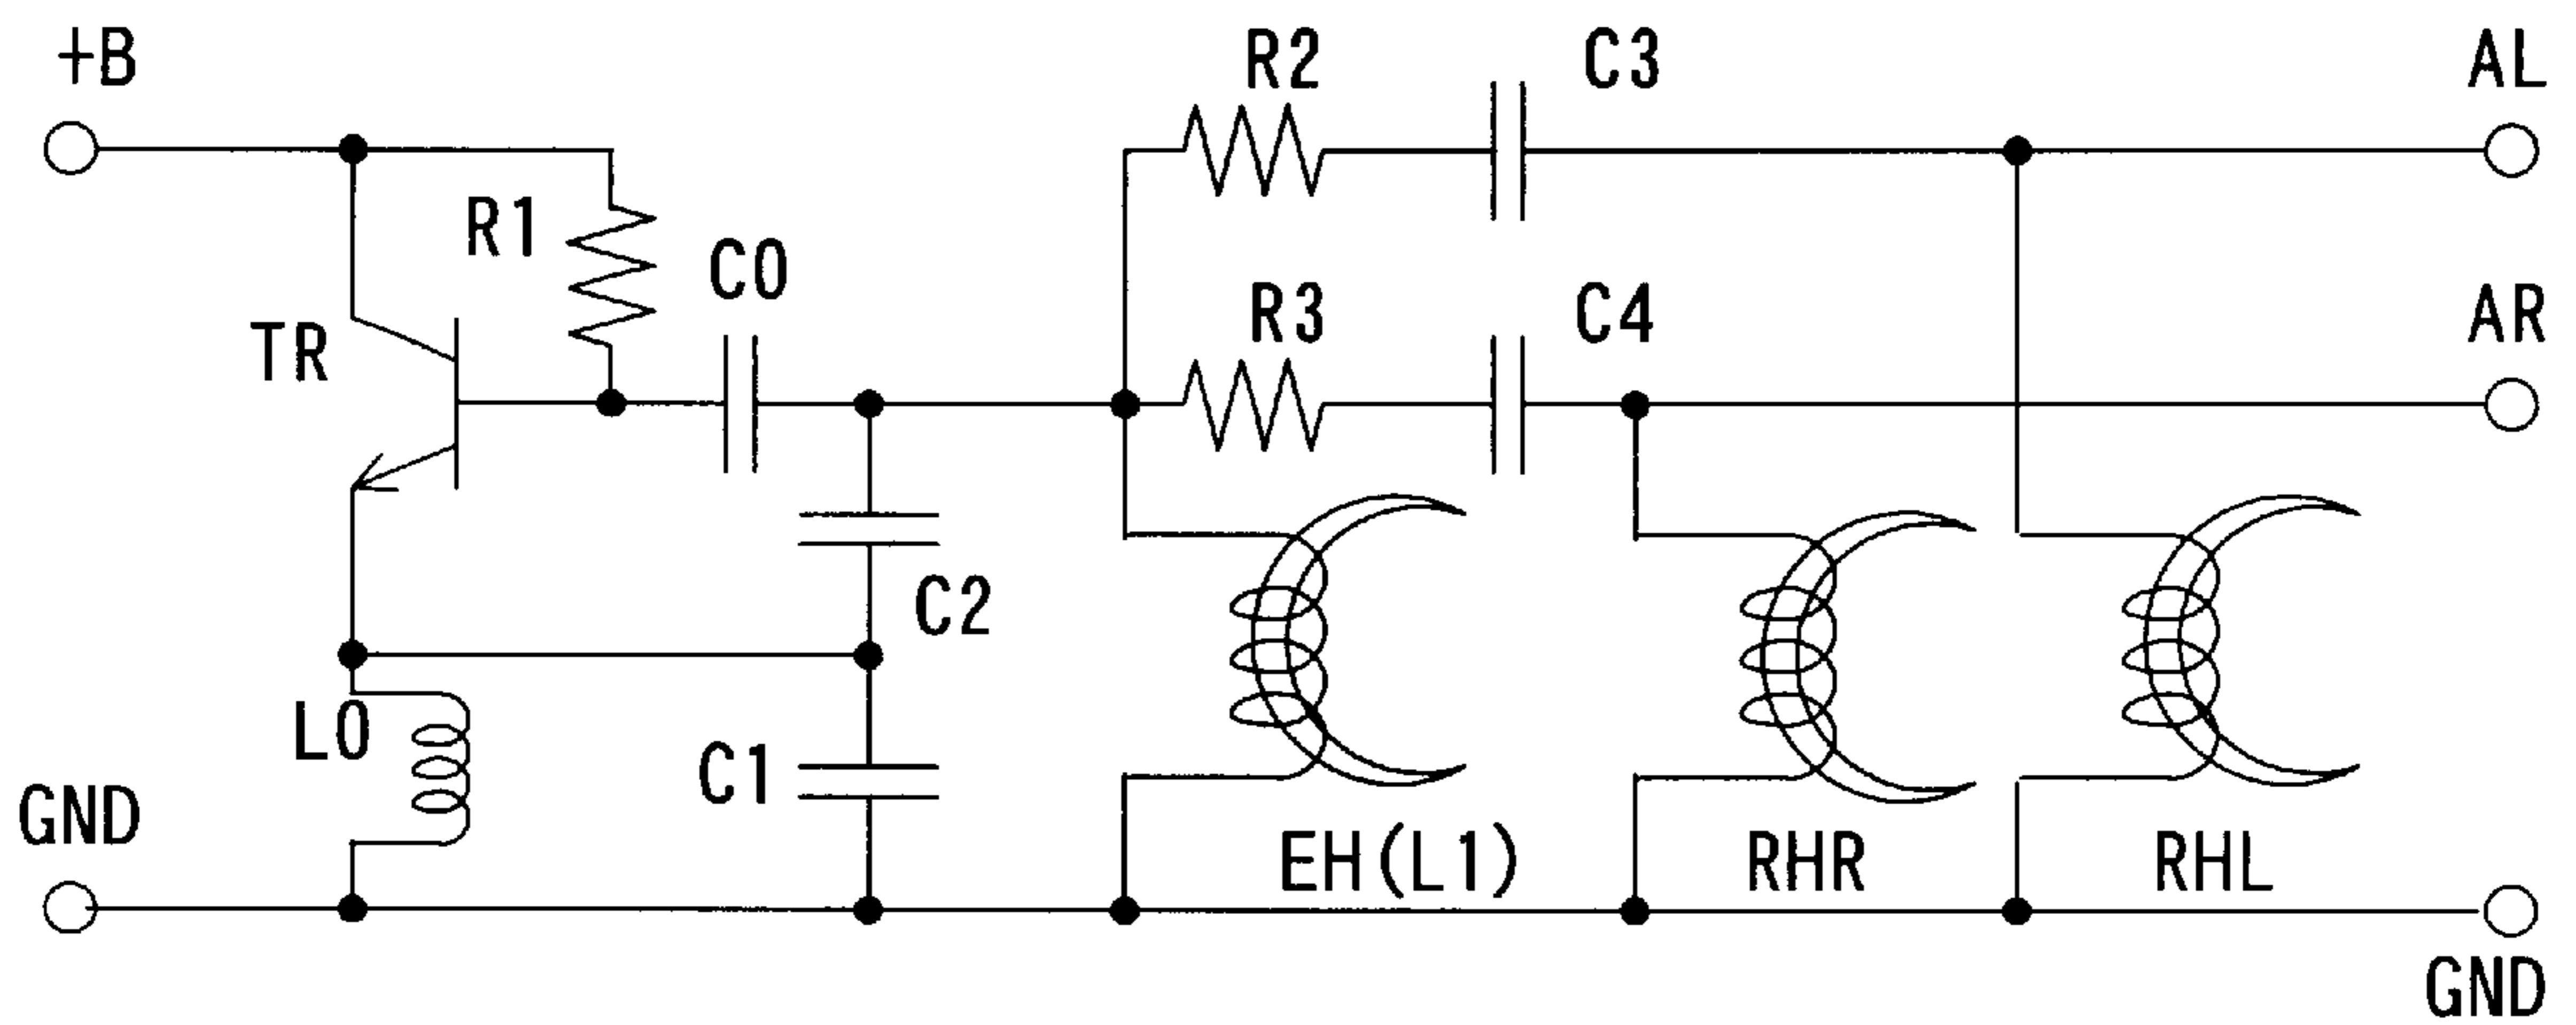 +B
R2
C3
AL
R1
C0
TR
R3
C4
AR
C2
L0
C1
GND
EH(L1)
RHR
RHL
GND